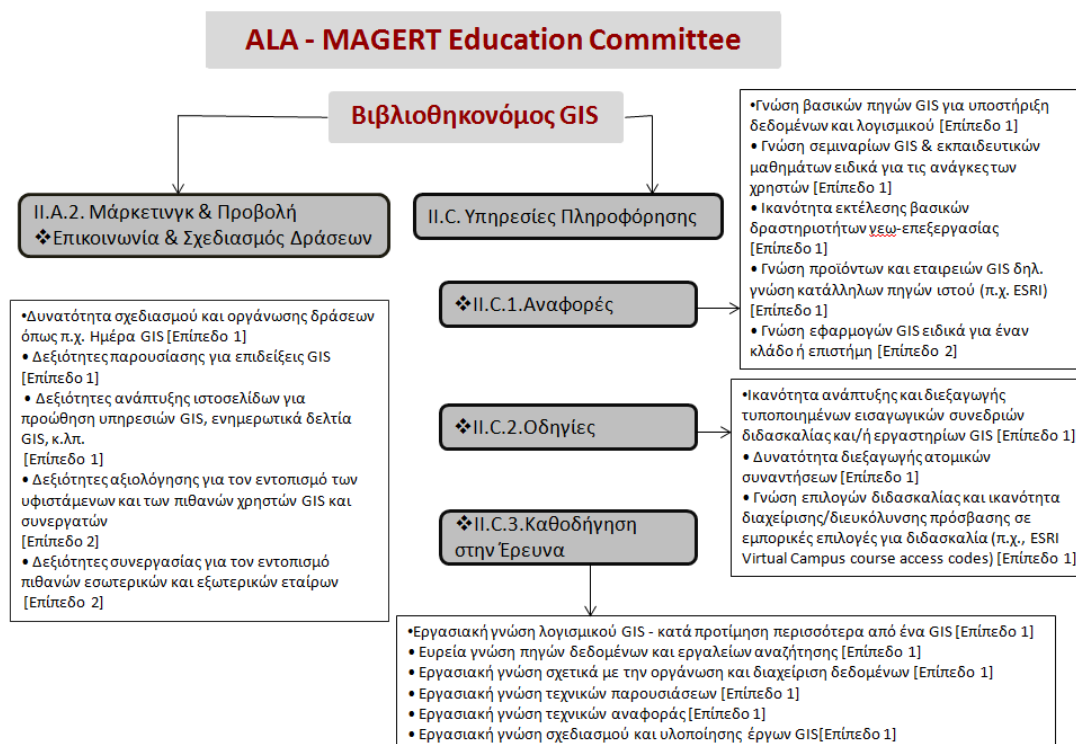 ALA - MAGERT Education Committee
Βιβλιοθηκονόμος GIS
II.A.2. Μάρκετινγκ & Προβολή
❖Επικοινωνία & Σχεδιασμός Δράσεων
•Δυνατότητα σχεδιασμού και οργάνωσης δράσεων
όπως π.χ. Ημέρα GIS [Επίπεδο 1]
• Δεξιότητες παρουσίασης για επιδείξεις GIS
[Επίπεδο 1]
• Δεξιότητες ανάπτυξης ιστοσελίδων για
προώθηση υπηρεσιών GIS, ενημερωτικά δελτία
GIS, κ.λπ.
[Επίπεδο 1]
• Δεξιότητες αξιολόγησης για τον εντοπισμό των
υφιστάμενων και των πιθανών χρηστών GIS και
συνεργατών
[Επίπεδο 2]
• Δεξιότητες συνεργασίας για τον εντοπισμό
πιθανών εσωτερικών και εξωτερικών εταίρων
[Επίπεδο 2]
II.C. Υπηρεσίες Πληροφόρησης
❖II.C.1.Αναφορές
•Γνώση βασικών πηγών GIS για υποστήριξη
δεδομένων και λογισμικού [Επίπεδο 1]
• Γνώση σεμιναρίων GIS & εκπαιδευτικών
μαθημάτων ειδικά για τις ανάγκες των
χρηστών [Επίπεδο 1]
• Ικανότητα εκτέλεσης βασικών
δραστηριοτήτων γεω-επεξεργασίας
[Επίπεδο 1]
• Γνώση προϊόντων και εταιρειών GIS δηλ.
γνώση κατάλληλων πηγών ιστού (π.χ. ESRI)
[Επίπεδο 1]
• Γνώση εφαρμογών GIS ειδικά για έναν
κλάδο ή επιστήμη [Επίπεδο 2]
❖II.C.2.Οδηγίες
•Ικανότητα ανάπτυξης και διεξαγωγής
τυποποιημένων εισαγωγικών συνεδριών
διδασκαλίας και/ή εργαστηρίων GIS [Επίπεδο 1]
• Δυνατότητα διεξαγωγής ατομικών
συναντήσεων [Επίπεδο 1]
• Γνώση επιλογών διδασκαλίας και ικανότητα
διαχείρισης/διευκόλυνσης πρόσβασης σε
εμπορικές επιλογές για διδασκαλία (π.χ., ESRI
Virtual Campus course access codes) [Επίπεδο 1]
❖II.C.3.Καθοδήγηση
στην Έρευνα
•Εργασιακή γνώση λογισμικού GIS - κατά προτίμηση περισσότερα από ένα GIS [Επίπεδο 1]
• Ευρεία γνώση πηγών δεδομένων και εργαλείων αναζήτησης [Επίπεδο 1]
• Εργασιακή γνώση σχετικά με την οργάνωση και διαχείριση δεδομένων [Επίπεδο 1]
• Εργασιακή γνώση τεχνικών παρουσιάσεων [Επίπεδο 1]
• Εργασιακή γνώση τεχνικών αναφοράς [Επίπεδο 1]
• Εργασιακή γνώση σχεδιασμού και υλοποίησης έργων GIS[Επίπεδο 1]